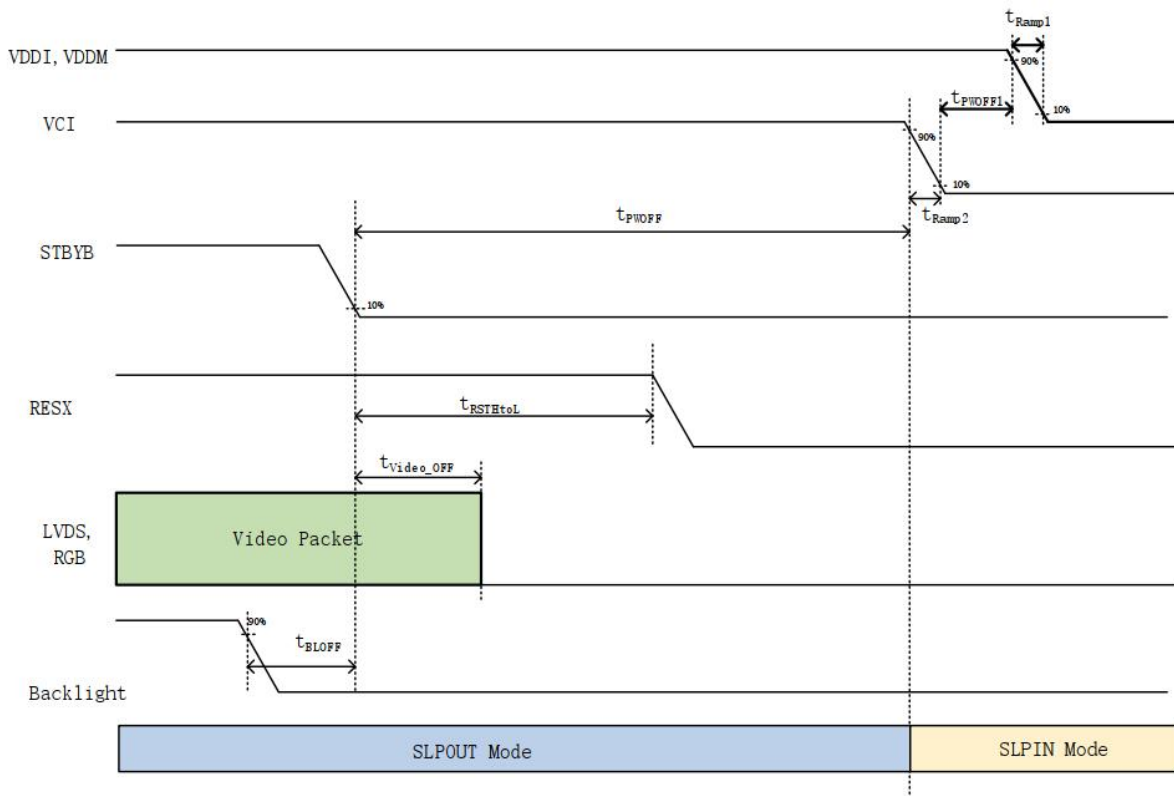 tRamp1
VDDI, VDDM
90%
tPWOFF1
10%
VCI
90%
10%
tPWOFF
tRamp2
STBYB
10%
RESX
tRSTHtoL
tVideo_OFF
LVDS,
RGB
Video Packet
90%
tBLOFF
Backlight
SLPOUT Mode
SLPIN Mode